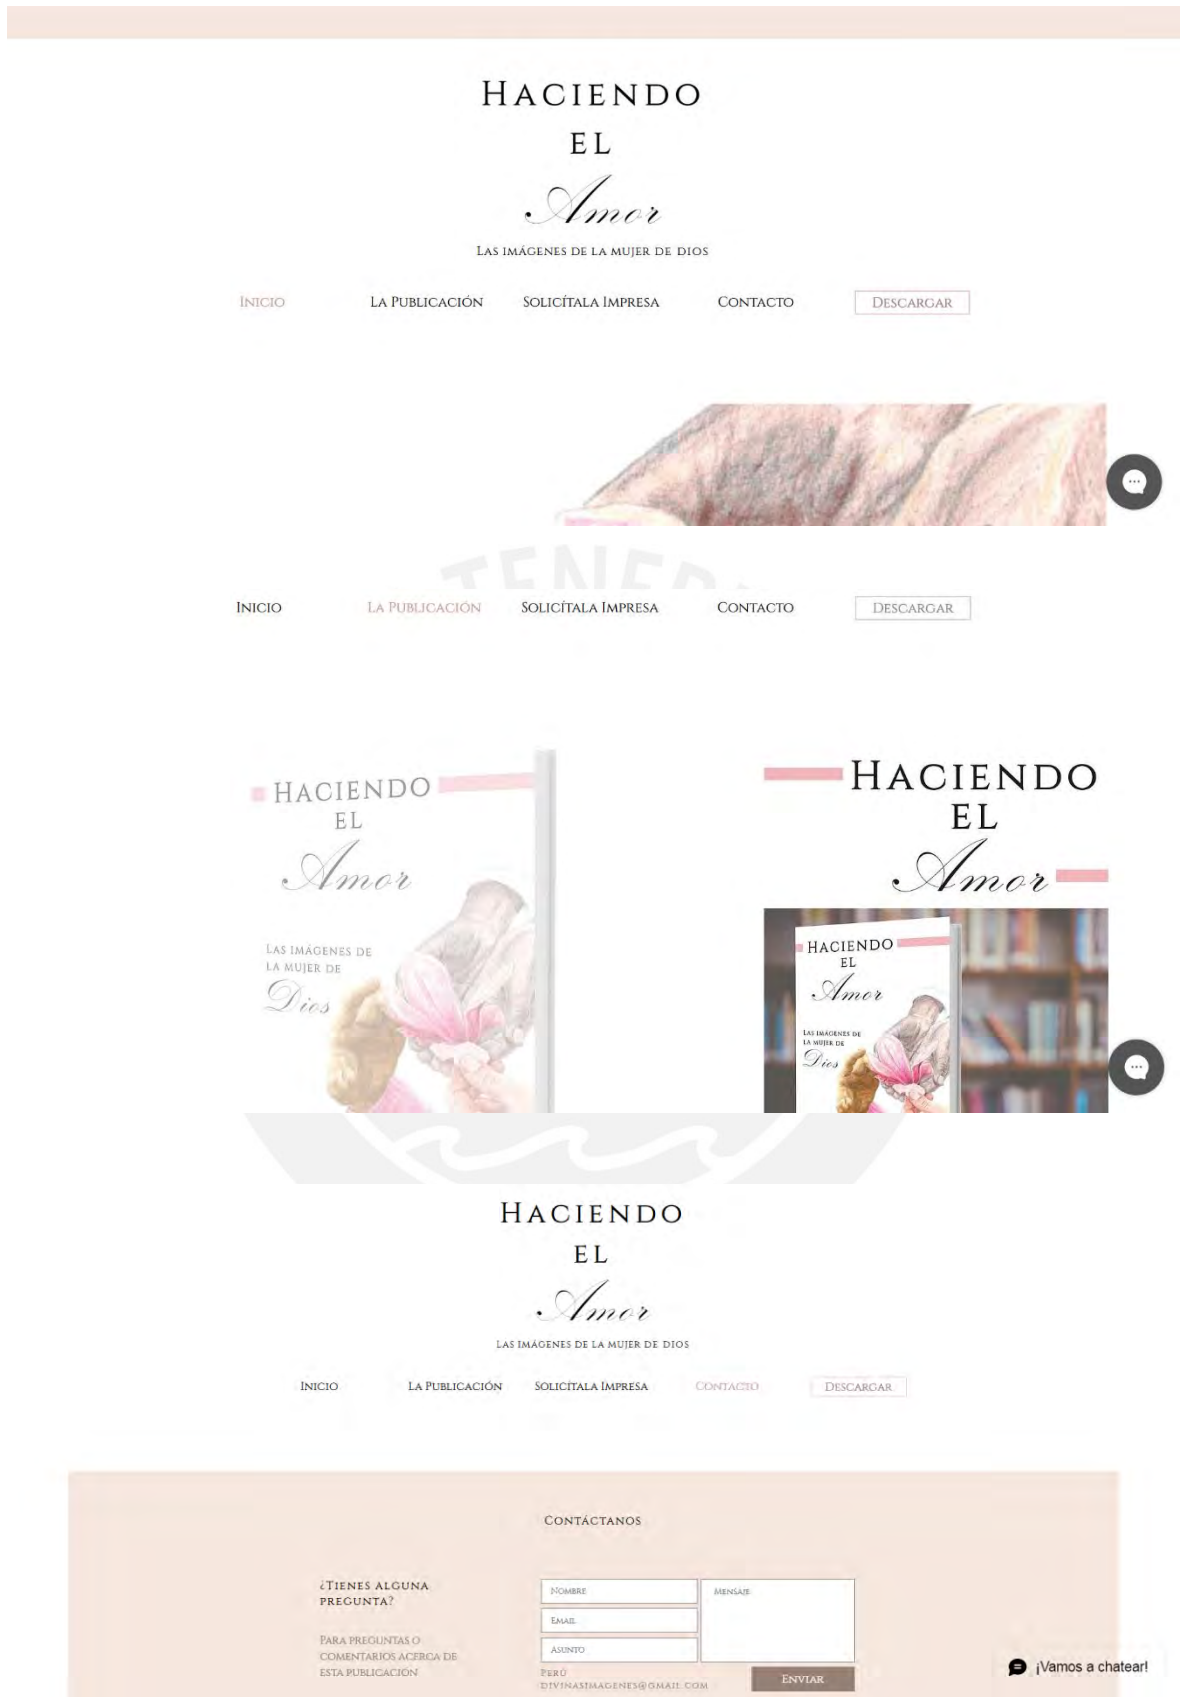 HACIENDO
EL
Amor
LAS IMÁGENES DE LA MUJER DE DIOS
INICIO
LA PUBLICACIÓN
SOLICÍTALA IMPRESA
CONTACTO
DESCARGAR
TENEB
INICIO
LA PUBLICACIÓN
SOLICÍTALA IMPRESA
CONTACTO
DESCARGAR
HACIENDO
EL
Amor
LAS IMÁGENES DE
LA MUJER DE
Dios
HACIENDO
EL
Amor
HACIENDO
EL
Amor
LAS IMÁGENES DE
LA MUJER DE
Dios
HACIENDO
EL
Amor
LAS IMÁGENES DE LA MUJER DE DIOS
INICIO
LA PUBLICACIÓN
SOLICÍTALA IMPRESA
CONTACTO
DESCARGAR
CONTÁCTANOS
¿TIENES ALGUNA
PREGUNTA?
PARA PREGUNTAS O
COMENTARIOS ACERCA DE
ESTA PUBLICACIÓN
NOMBRE
EMAIL
ASUNTO
MENSAJE
PERÚ
DIVINASIMAGENES@GMAIL.COM
ENVIAR
¡Vamos a chatear!